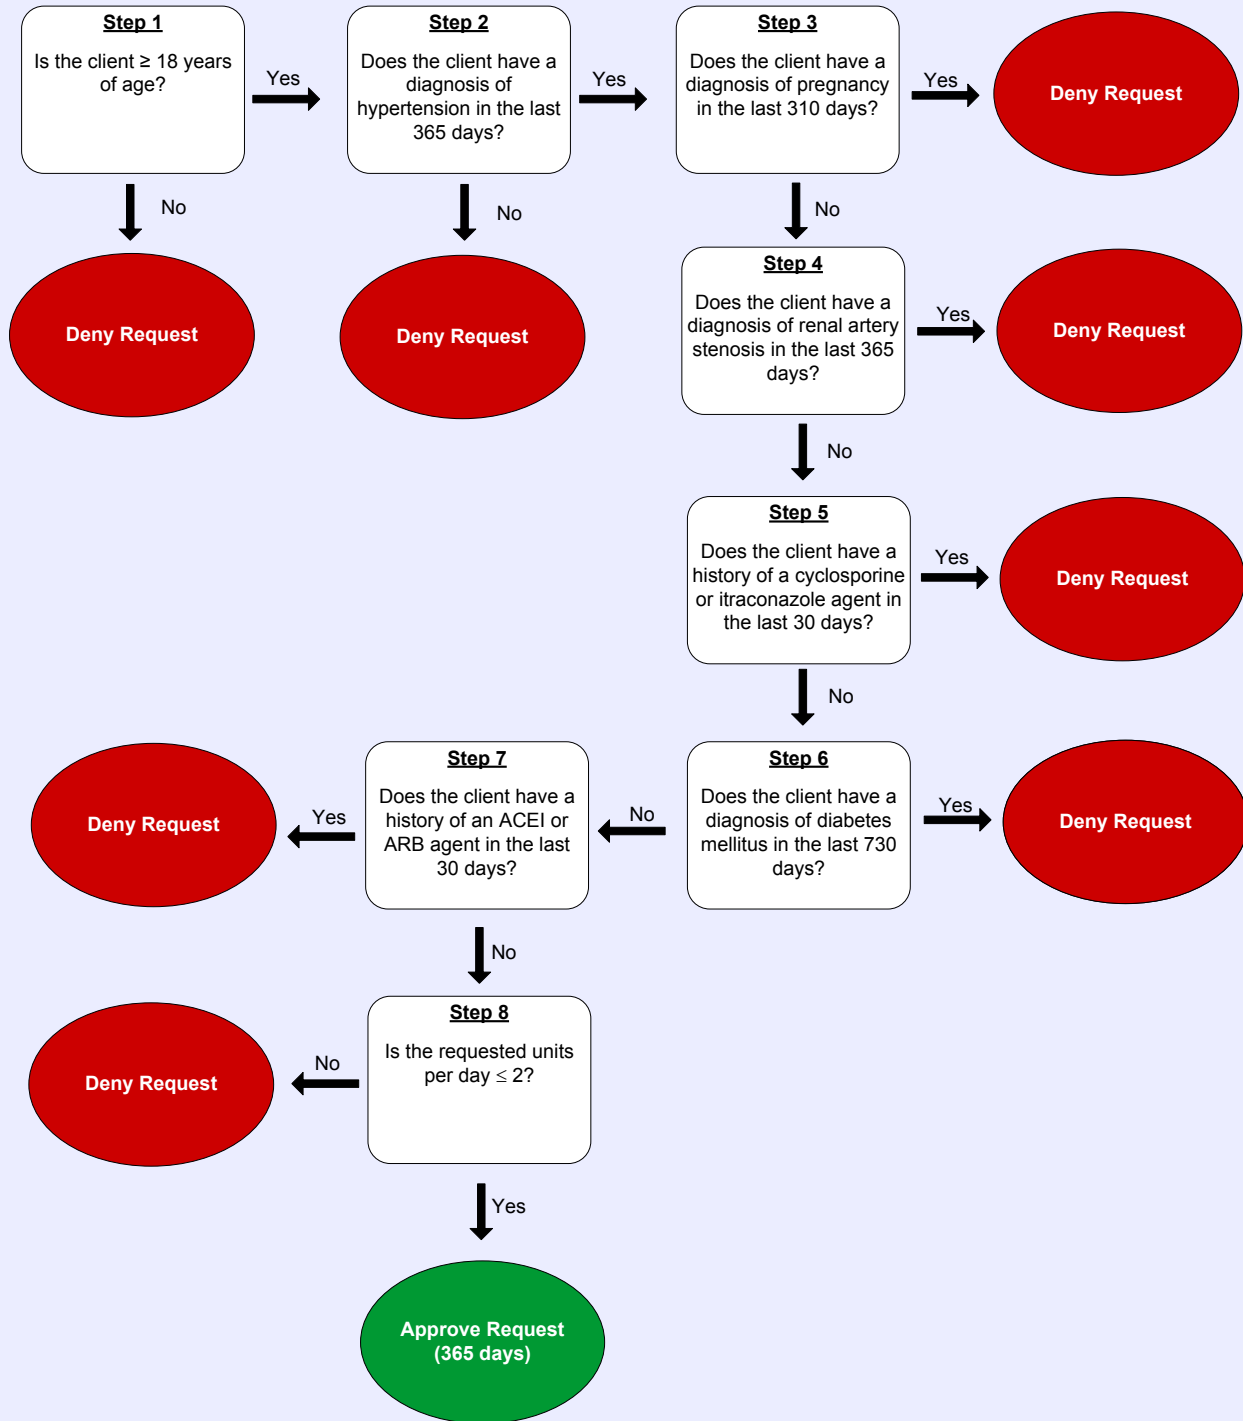 Step 1
Is the client ≥ 18 years
of age?
Yes
No
Deny Request
Step 2
Does the client have a
diagnosis of
hypertension in the last
365 days?
Yes
No
Deny Request
Step 3
Does the client have a
diagnosis of pregnancy
in the last 310 days?
Yes
Deny Request
No
Step 4
Does the client have a
diagnosis of renal artery
stenosis in the last 365
days?
Yes
Deny Request
No
Step 5
Does the client have a
history of a cyclosporine
or itraconazole agent in
the last 30 days?
Yes
Deny Request
No
Step 6
Does the client have a
diagnosis of diabetes
mellitus in the last 730
days?
Yes
Deny Request
No
Step 7
Does the client have a
history of an ACEI or
ARB agent in the last
30 days?
Yes
Deny Request
No
Step 8
Is the requested units
per day ≤ 2?
No
Deny Request
Yes
Approve Request
(365 days)